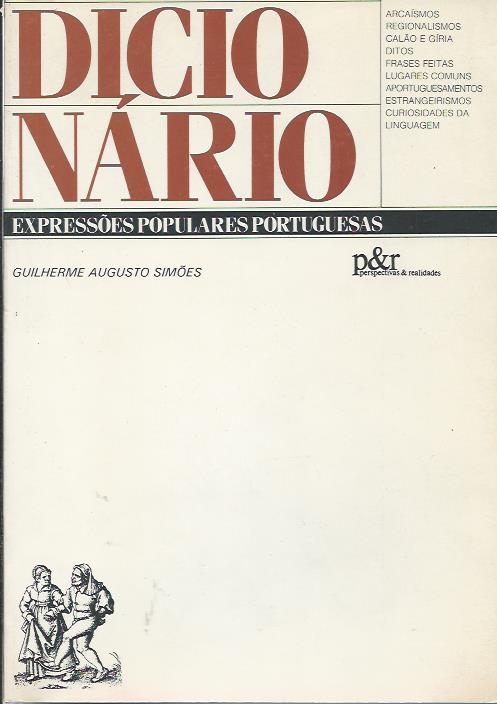 DICIO
NÁRIO
ARCAÍSMOS
REGIONALISMOS
CALÃO E GÍRIA
DITOS
FRASES FEITAS
LUGARES COMUNS
APORTUGUESAMENTOS
ESTRANGEIRISMOS
CURIOSIDADES DA
LINGUAGEM
EXPRESSÕES POPULARES PORTUGUESAS
GUILHERME AUGUSTO SIMÕES
p&r
perspectivas & realidades